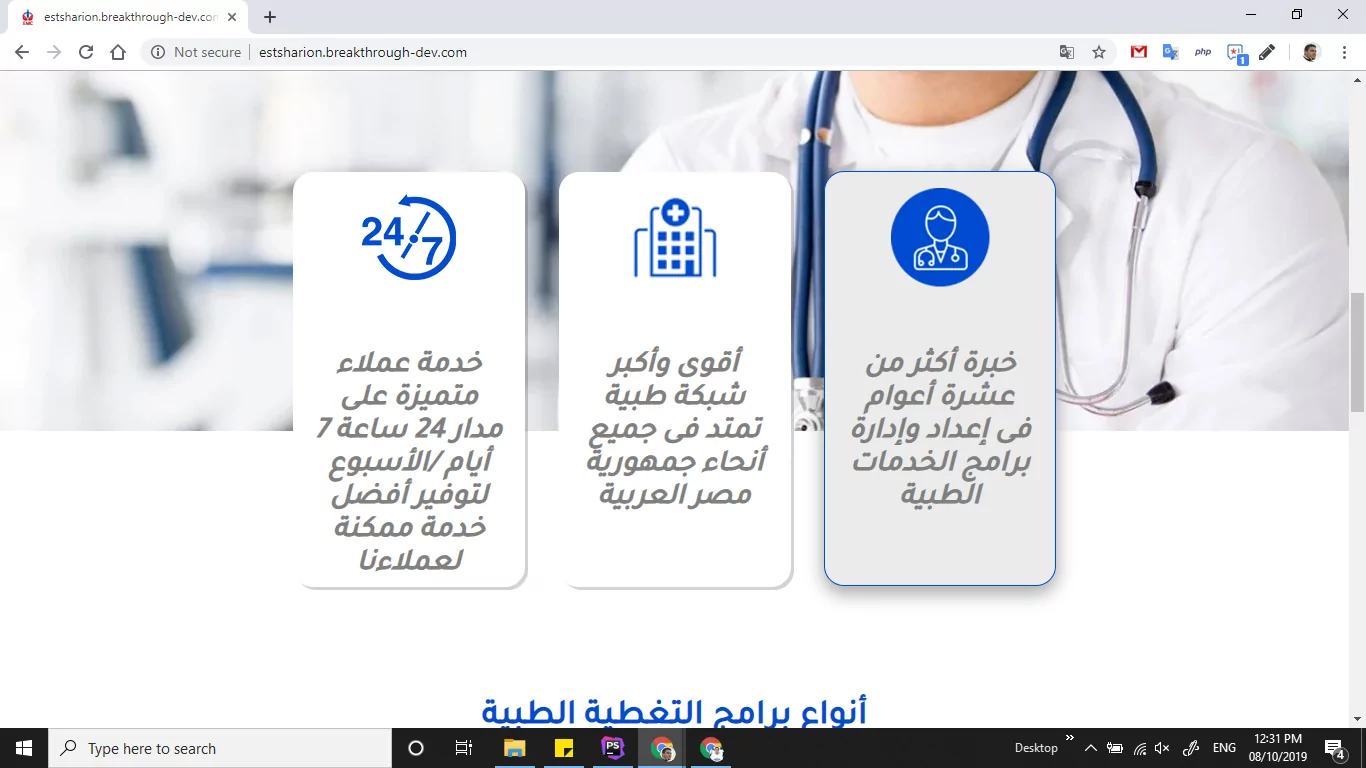 estsharion.breakthrough-dev.con
Not secure
estsharion.breakthrough-dev.com
php
1
خبرة أكثر من
عشرة أعوام
فى إعداد وإدارة
برامج الخدمات
الطبية
أقوى وأكبر
شبكة طبية
تمتد فى جميع
أنحاء جمهورية
مصر العربية
24/7
خدمة عملاء
متميزة على
مدار 24 ساعة 7
أيام /الأسبوع
لتوفير أفضل
خدمة ممكنة
لعملاءنا
أنواع برامج التغطية الطبية
Type here to search
PS
Desktop
ENG
12:31 PM
08/10/2019
4